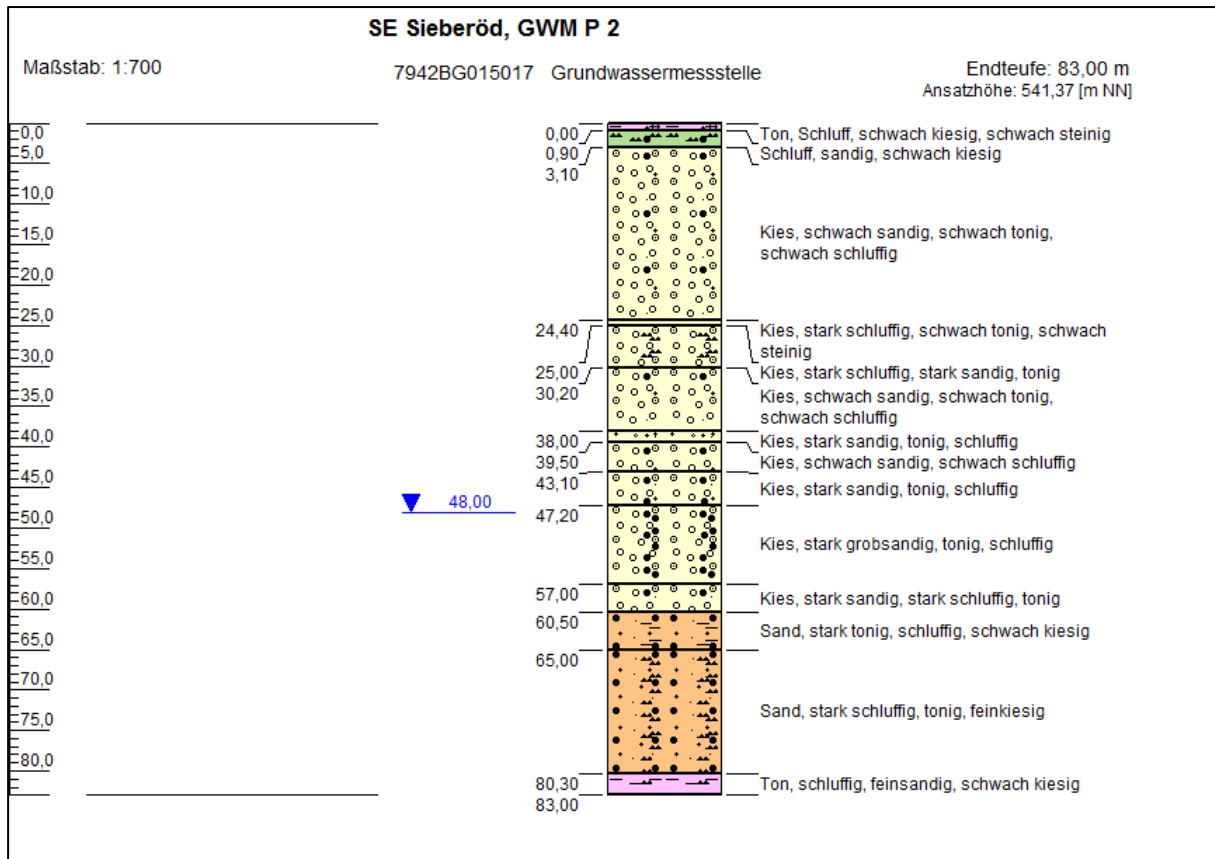 SE Sieberöd, GWM P 2
Maßstab: 1:700
7942BG015017 Grundwassermessstelle
Endteufe: 83,00 m
Ansatzhöhe: 541,37 [m NN]
0,0
5,0
10,0
15,0
20,0
25,0
30,0
35,0
40,0
45,0
50,0
55,0
60,0
65,0
70,0
75,0
80,0
48,00
0,00
0,90
3,10
24,40
25,00
30,20
38,00
39,50
43,10
47,20
57,00
60,50
65,00
80,30
83,00
Ton, Schluff, schwach kiesig, schwach steinig
Schluff, sandig, schwach kiesig
Kies, schwach sandig, schwach tonig,
schwach schluffig
Kies, stark schluffig, schwach tonig, schwach
steinig
Kies, stark schluffig, stark sandig, tonig
Kies, schwach sandig, schwach tonig,
schwach schluffig
Kies, stark sandig, tonig, schluffig
Kies, schwach sandig, schwach schluffig
Kies, stark sandig, tonig, schluffig
Kies, stark grobsandig, tonig, schluffig
Kies, stark sandig, stark schluffig, tonig
Sand, stark tonig, schluffig, schwach kiesig
Sand, stark schluffig, tonig, feinkiesig
Ton, schluffig, feinsandig, schwach kiesig